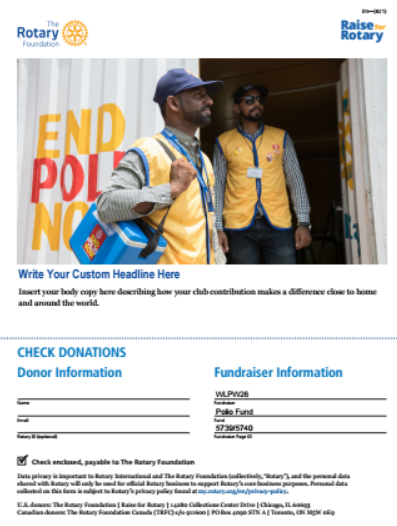 EN—(821)
The
Rotary
Foundation
Raise for
Rotary
END
POL
NO
Write Your Custom Headline Here
Insert your body copy here describing how your club contribution makes a difference close to home
and around the world.
CHECK DONATIONS
Donor Information
Fundraiser Information
WLPW26
Name
Fundraiser
Polio Fund
Email
Fund
5739/5740
Rotary ID (optional)
Fundraiser Page ID
Check enclosed, payable to The Rotary Foundation
Data privacy is important to Rotary International and The Rotary Foundation (collectively, "Rotary"), and the personal data
shared with Rotary will only be used for official Rotary business to support Rotary's core business purposes. Personal data
collected on this form is subject to Rotary's privacy policy found at my.rotary.org/en/privacy-policy.
U.S. donors: The Rotary Foundation | Raise for Rotary | 14280 Collections Center Drive | Chicago, IL 60693
Canadian donors: The Rotary Foundation Canada (TRFC) c/o 911600 | PO Box 4090 STN A | Toronto, ON M5W 0E9